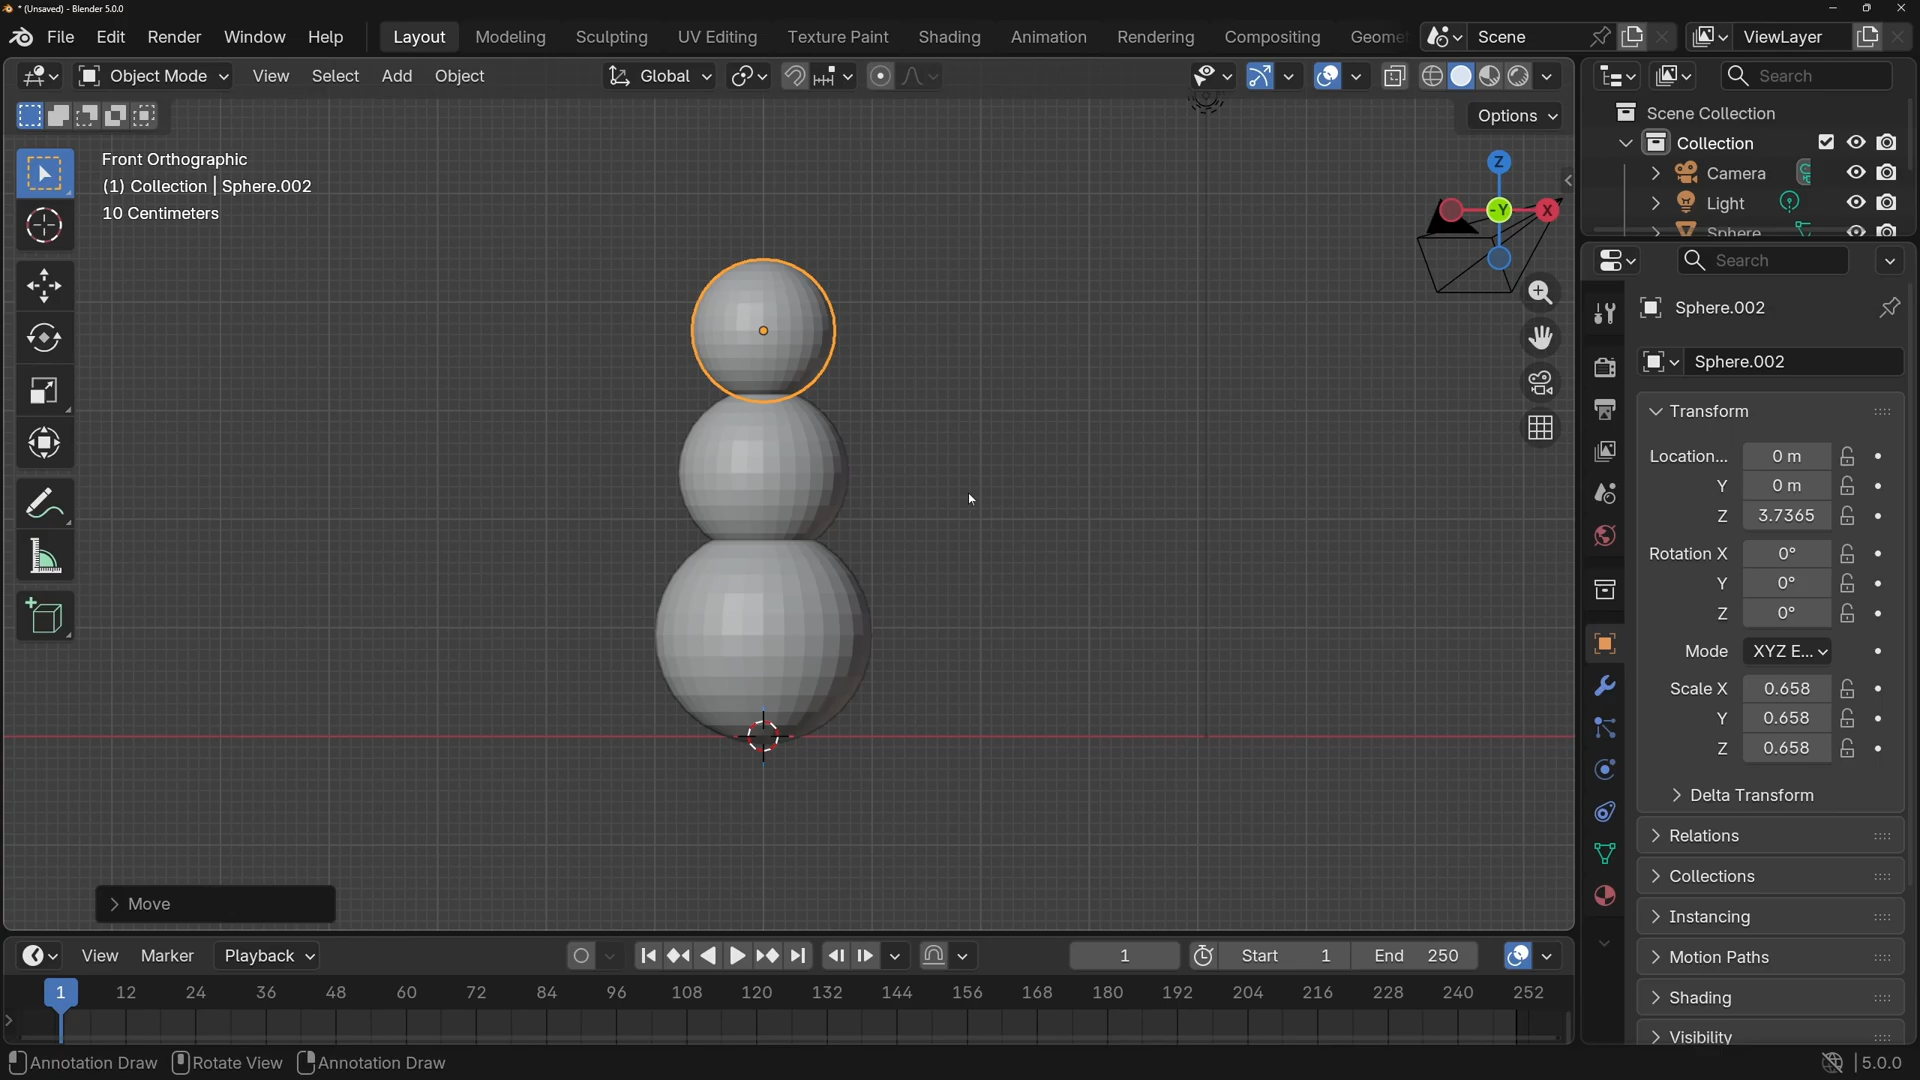 * (Unsaved) - Blender 5.0.0
File Edit Render Window Help Layout Modeling Sculpting UV Editing Texture Paint Shading Animation Rendering Compositing Geomet Scene ViewLayer
Object Mode View Select Add Object Global
Search
Options
Scene Collection
Collection
Camera
Light
Sphere
Front Orthographic
(1) Collection | Sphere.002
10 Centimeters
Z
-Y
X
Search
Sphere.002
Sphere.002
Transform
Location... 0 m
Y 0 m
Z 3.7365
Rotation X 0°
Y 0°
Z 0°
Mode XYZ E...
Scale X 0.658
Y 0.658
Z 0.658
Delta Transform
Relations
Collections
Instancing
Motion Paths
Shading
Visibility
Move
View Marker Playback 1 Start 1 End 250
1 12 24 36 48 60 72 84 96 108 120 132 144 156 168 180 192 204 216 228 240 252
Annotation Draw Rotate View Annotation Draw 5.0.0